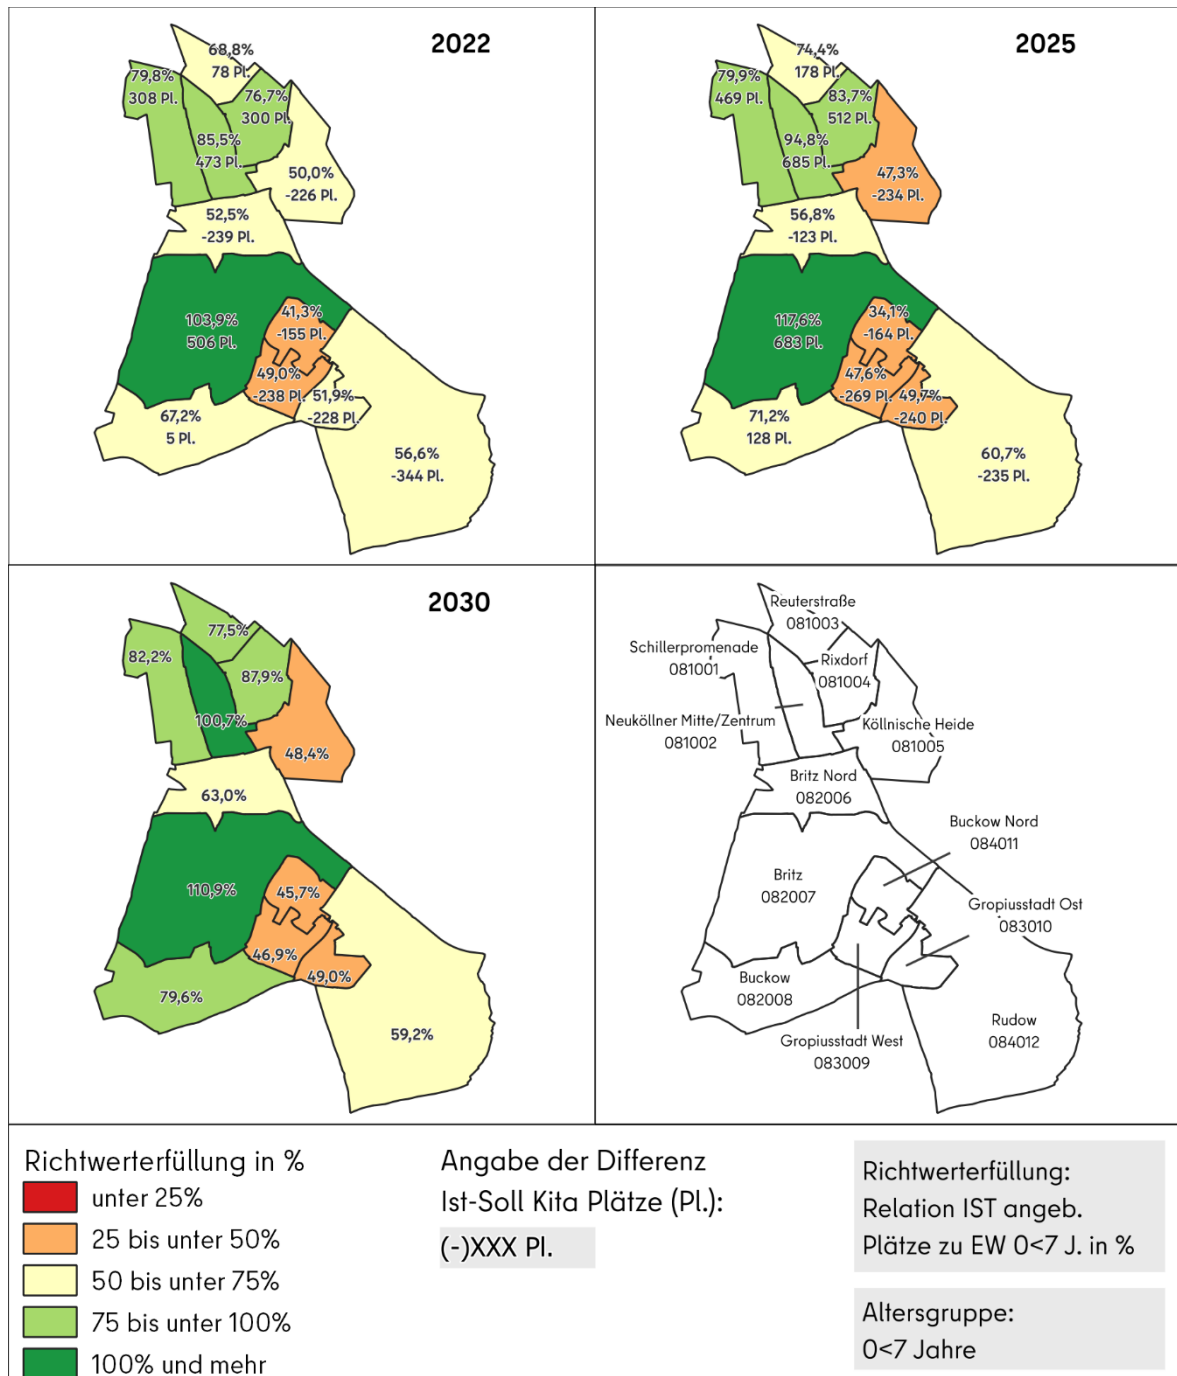 2022
68,8%
78 Pl.
79,8%
308 Pl.
76,7%
300 Pl.
85,5%
473 Pl.
50,0%
-226 Pl.
52,5%
-239 Pl.
103,9%
506 Pl.
41,3%
-155 Pl.
49,0%
-238 Pl.
51,9%
-228 Pl.
67,2%
5 Pl.
56,6%
-344 Pl.
2025
74,4%
178 Pl.
79,9%
469 Pl.
83,7%
512 Pl.
94,8%
685 Pl.
47,3%
-234 Pl.
56,8%
-123 Pl.
117,6%
683 Pl.
34,1%
-164 Pl.
47,6%
-269 Pl.
49,7%
-240 Pl.
71,2%
128 Pl.
60,7%
-235 Pl.
2030
77,5%
82,2%
87,9%
100,7%
48,4%
63,0%
110,9%
45,7%
46,9%
49,0%
79,6%
59,2%
Reuterstraße
081003
Schillerpromenade
081001
Rixdorf
081004
Neuköllner Mitte/Zentrum
081002
Köllnische Heide
081005
Britz Nord
082006
Buckow Nord
084011
Britz
082007
Gropiusstadt Ost
083010
Buckow
082008
Gropiusstadt West
083009
Rudow
084012
Richtwerterfüllung in %
unter 25%
25 bis unter 50%
50 bis unter 75%
75 bis unter 100%
100% und mehr
Angabe der Differenz
Ist-Soll Kita Plätze (Pl.):
(-)XXX Pl.
Richtwerterfüllung:
Relation IST angeb.
Plätze zu EW 0<7 J. in %
Altersgruppe:
0<7 Jahre